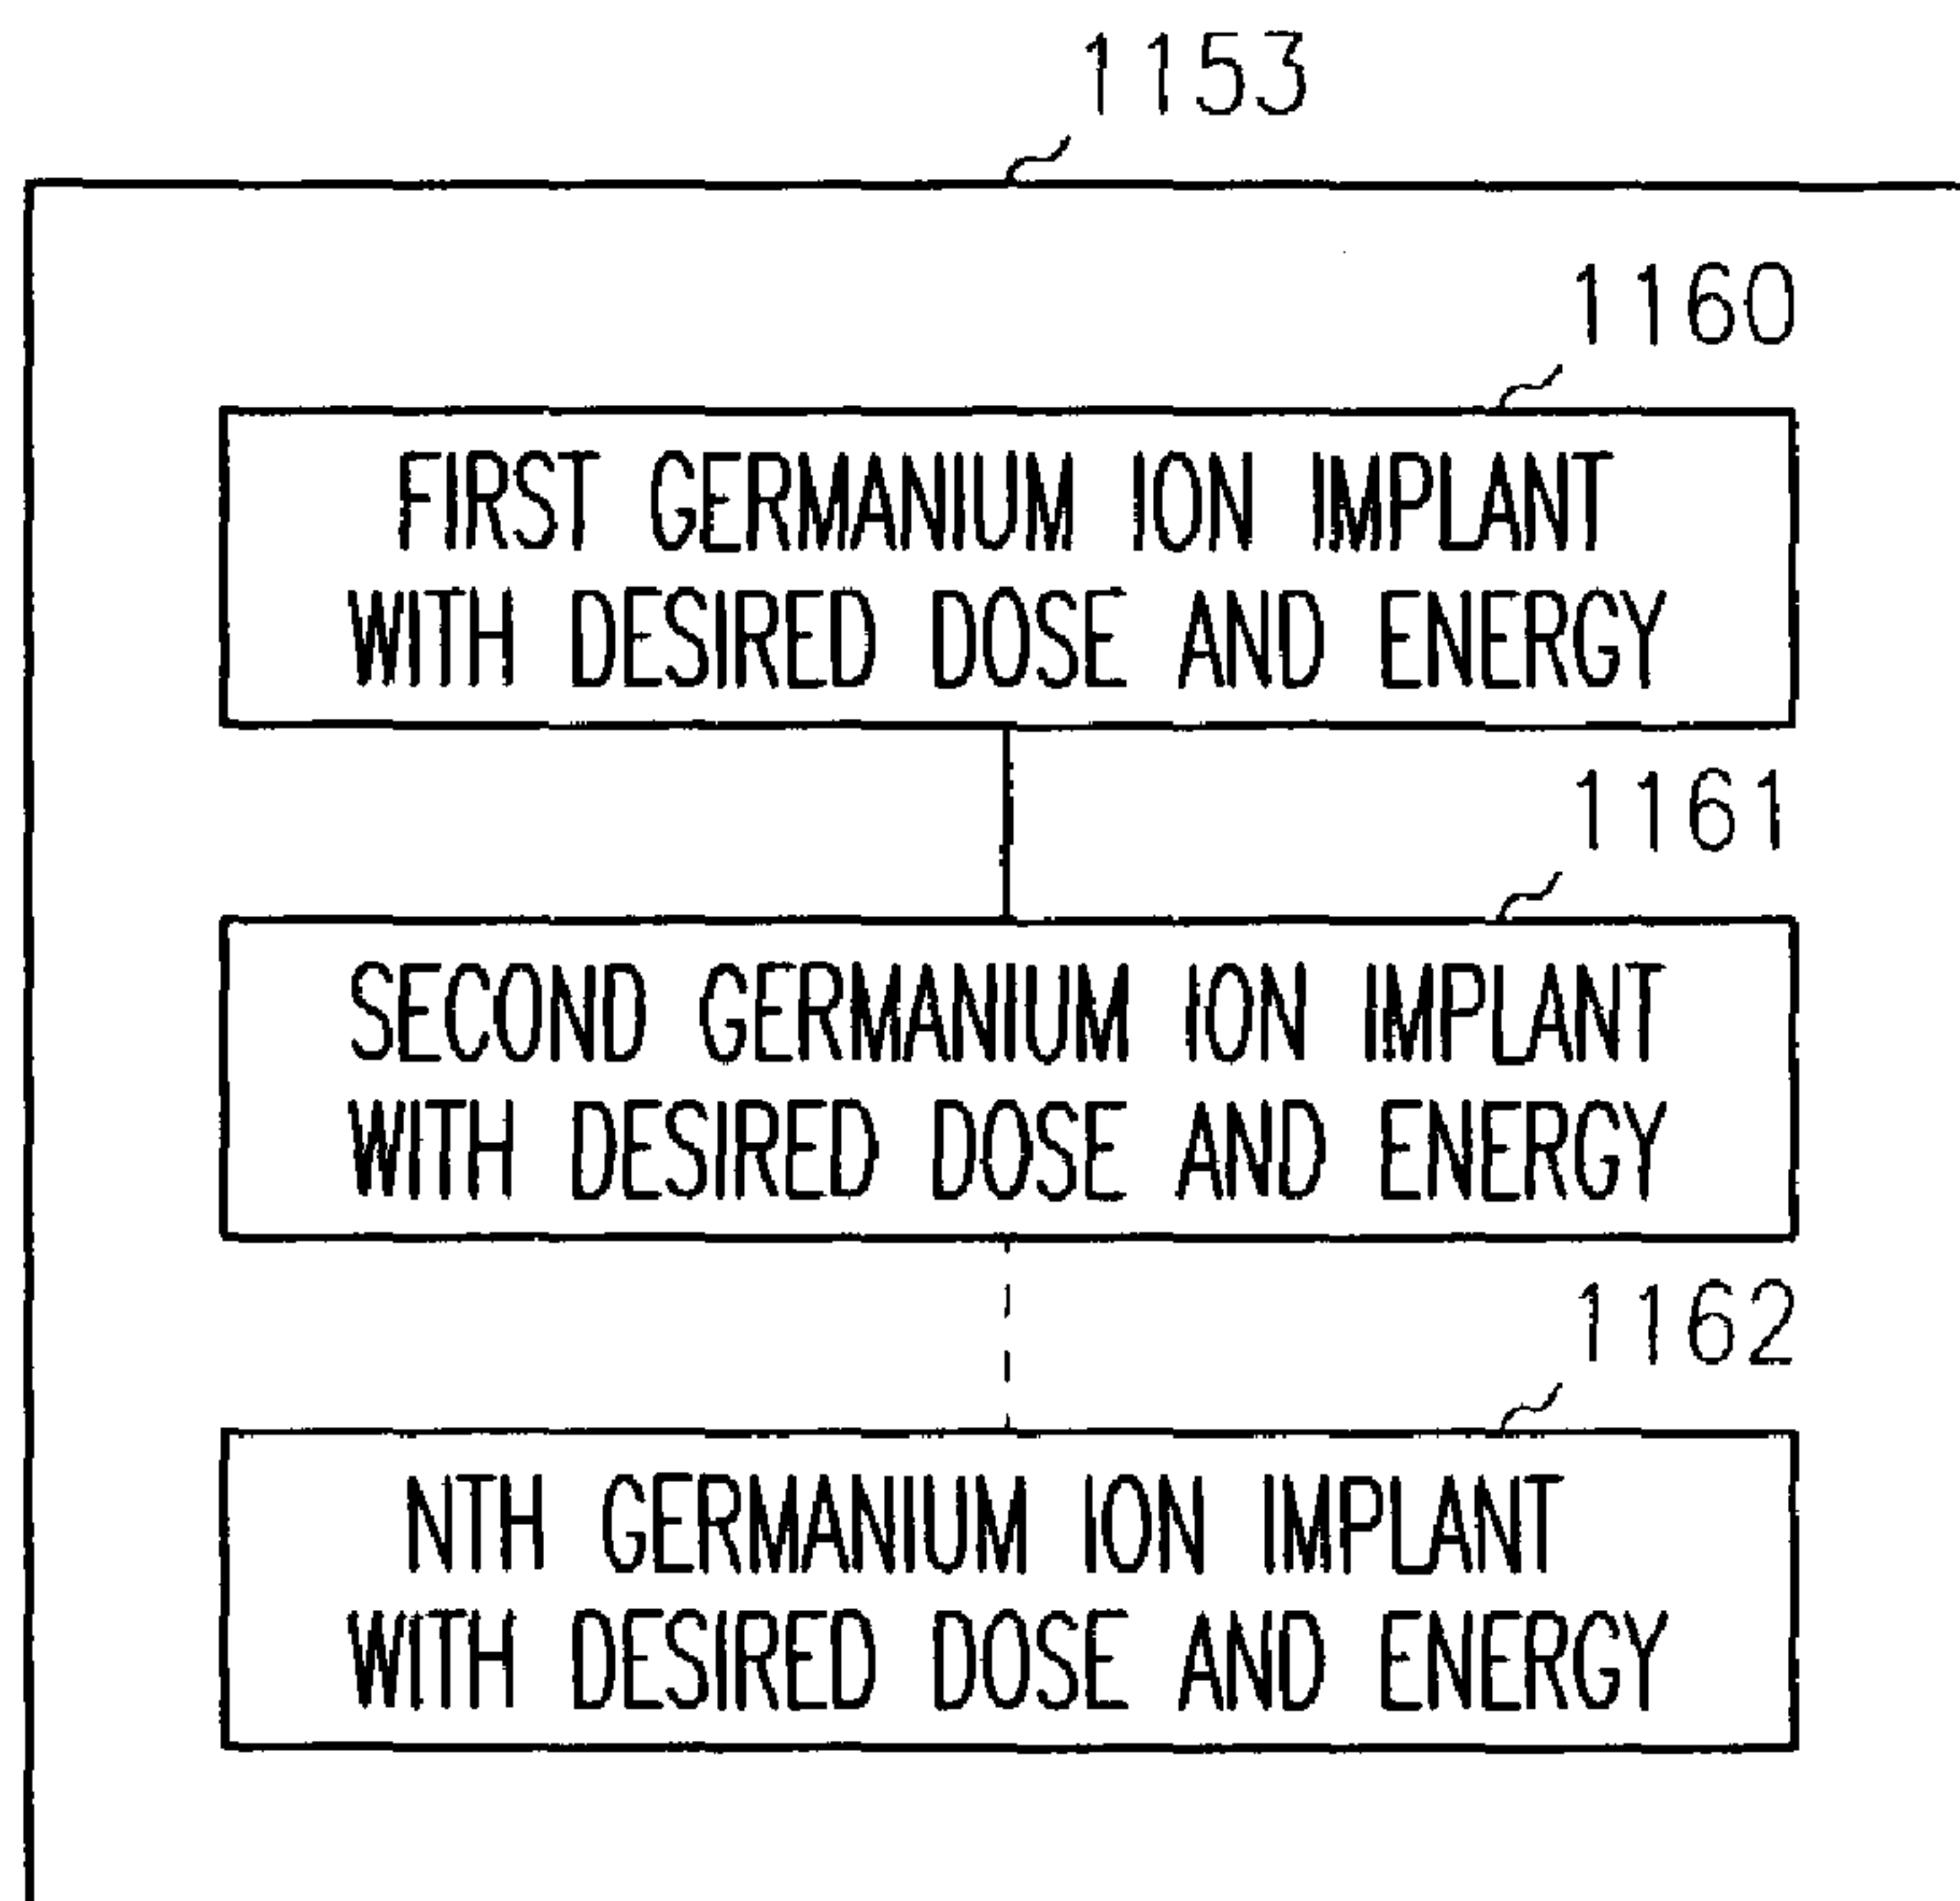 1153
1160
FIRST GERMANIUM ION IMPLANT
WITH DESIRED DOSE AND ENERGY
1161
SECOND GERMANIUM ION IMPLANT
WITH DESIRED DOSE AND ENERGY
1162
NTH GERMANIUM ION IMPLANT
WITH DESIRED DOSE AND ENERGY